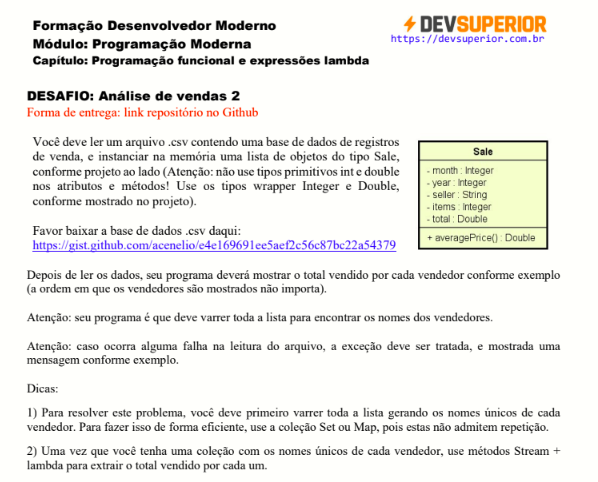 Formação Desenvolvedor Moderno
Módulo: Programação Moderna
Capítulo: Programação funcional e expressões lambda
DEVSUPERIOR
https://devsuperior.com.br
DESAFIO: Análise de vendas 2
Forma de entrega: link repositório no Github
Você deve ler um arquivo .csv contendo uma base de dados de registros
de venda, e instanciar na memória uma lista de objetos do tipo Sale,
conforme projeto ao lado (Atenção: não use tipos primitivos int e double
nos atributos e métodos! Use os tipos wrapper Integer e Double,
conforme mostrado no projeto).
Favor baixar a base de dados .csv daqui:
https://gist.github.com/acenelio/e4e169691ee5aef2c56c87bc22a54379
Sale
- month : Integer
- year : Integer
- seller : String
- items : Integer
- total : Double
+ averagePrice() : Double
Depois de ler os dados, seu programa deverá mostrar o total vendido por cada vendedor conforme exemplo
(a ordem em que os vendedores são mostrados não importa).
Atenção: seu programa é que deve varrer toda a lista para encontrar os nomes dos vendedores.
Atenção: caso ocorra alguma falha na leitura do arquivo, a exceção deve ser tratada, e mostrada uma
mensagem conforme exemplo.
Dicas:
1) Para resolver este problema, você deve primeiro varrer toda a lista gerando os nomes únicos de cada
vendedor. Para fazer isso de forma eficiente, use a coleção Set ou Map, pois estas não admitem repetição.
2) Uma vez que você tenha uma coleção com os nomes únicos de cada vendedor, use métodos Stream +
lambda para extrair o total vendido por cada um.